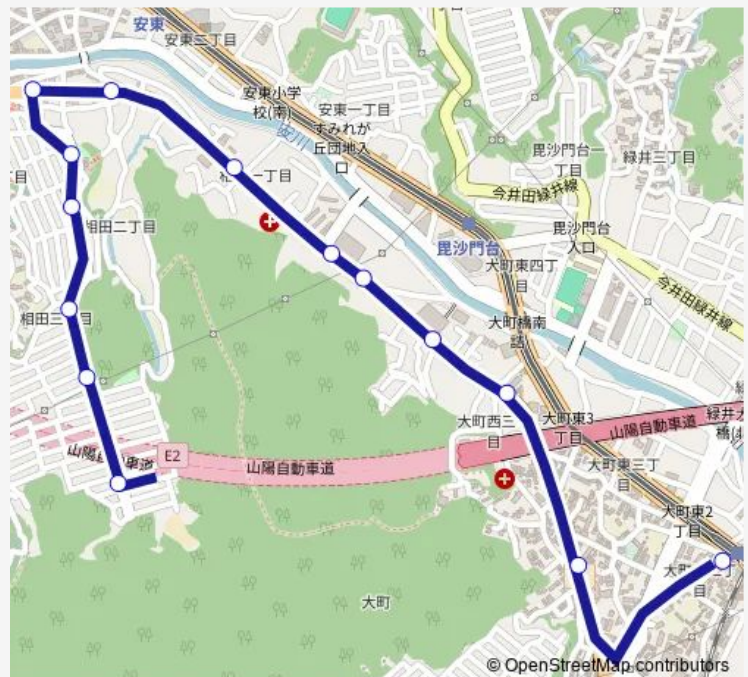 安東
安東二丁目
安東小学
校(南)
安東一丁目
すみれが
丘団地入
口
毘沙門台一
丁目
緑井三丁目
今井田緑井線
毘沙門台
入口
毘沙門台
大町東四丁
目
今井田緑井線
大町橋南
詰
丁目
相田二丁目
相田三
目
大町西三
目
大町東3
丁目
山陽自動車道
山陽自動車道
E2
山陽自動車道
大町東三丁
目
大町東2
丁目
目
大町
© OpenStreetMap contributors